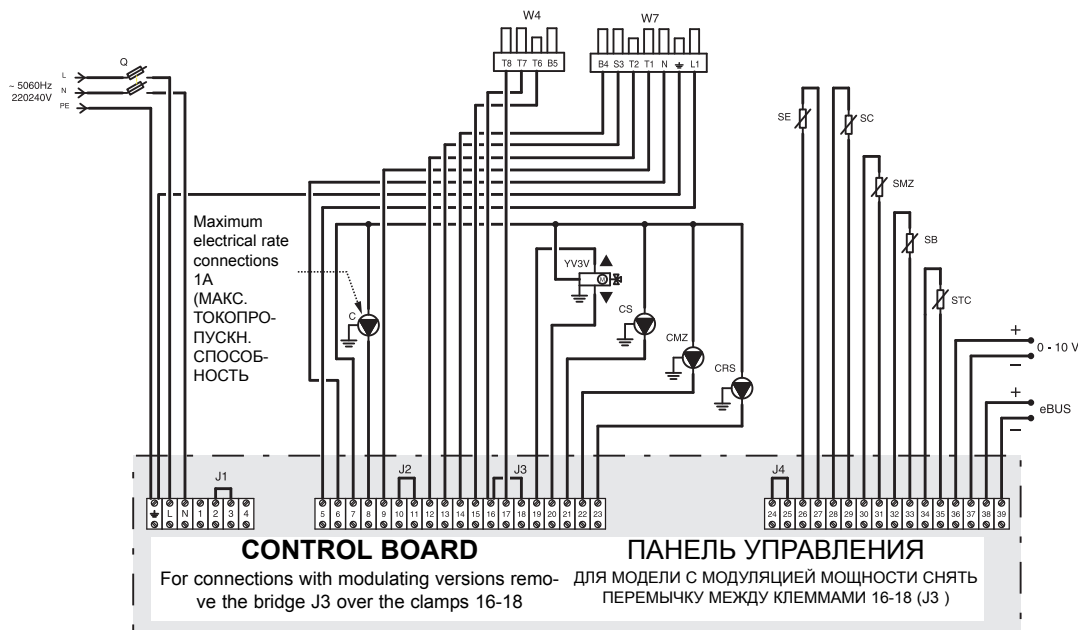 W4
W7
T8 T7 T6 B5
B4 S3 T2 T1 N L1
Q
L
N
PE
~ 5060Hz
220240V
SE
SC
SMZ
SB
STC
Maximum
electrical rate
connections
1A
(МАКС.
ТОКОПРО-
ПУСКН.
СПОСОБ-
НОСТЬ
C
YV3V
M
CS
CMZ
CRS
+
0 - 10 V
−
+
eBUS
−
J1
J2
J3
J4
L N 1 2 3 4
5 6 7 8 9 10 11 12 13 14 15 16 17 18 19 20 21 22 23
24 25 26 27 28 29 30 31 32 33 34 35 36 37 38 39
CONTROL BOARD
For connections with modulating versions remo-
ve the bridge J3 over the clamps 16-18
ПАНЕЛЬ УПРАВЛЕНИЯ
ДЛЯ МОДЕЛИ С МОДУЛЯЦИЕЙ МОЩНОСТИ СНЯТЬ
ПЕРЕМЫЧКУ МЕЖДУ КЛЕММАМИ 16-18 (J3 )